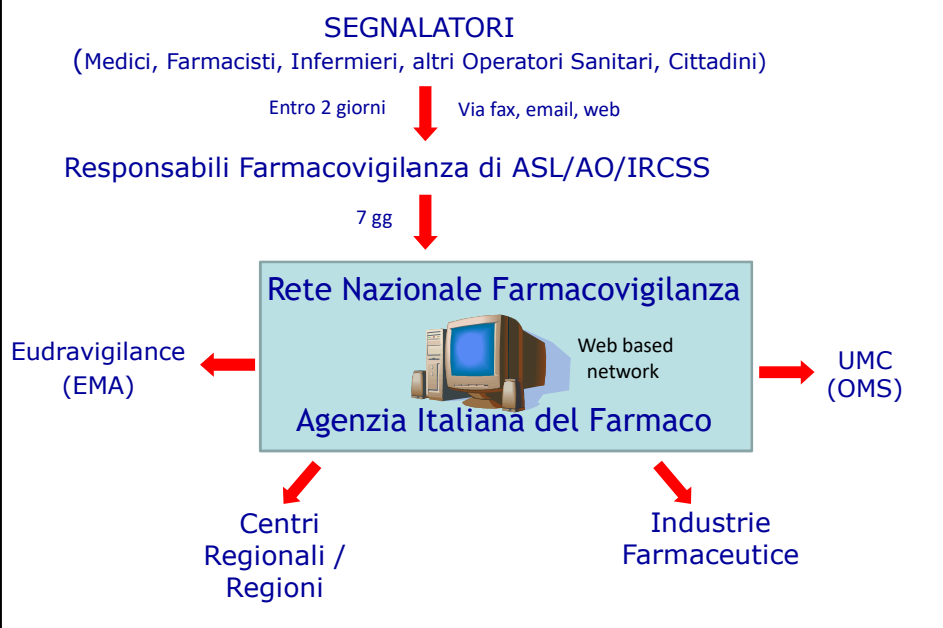 SEGNALATORI
(Medici, Farmacisti, Infermieri, altri Operatori Sanitari, Cittadini)
Entro 2 giorni
Via fax, email, web
Responsabili Farmacovigilanza di ASL/AO/IRCSS
7 gg
Rete Nazionale Farmacovigilanza
Web based
network
Agenzia Italiana del Farmaco
Eudravigilance
(EMA)
UMC
(OMS)
Centri
Regionali /
Regioni
Industrie
Farmaceutice